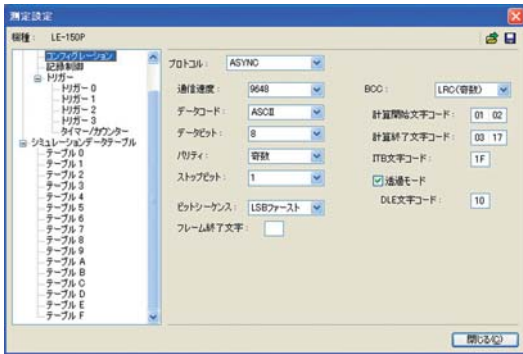 測定設定
機種： LE-150P
コンフィグレーション
記録制御
トリガー
トリガー 0
トリガー 1
トリガー 2
トリガー 3
タイマー/カウンター
シミュレーションデータテーブル
テーブル 0
テーブル 1
テーブル 2
テーブル 3
テーブル 4
テーブル 5
テーブル 6
テーブル 7
テーブル 8
テーブル 9
テーブル A
テーブル B
テーブル C
テーブル D
テーブル E
テーブル F
プロトコル： ASYNC
通信速度： 9648
データコード： ASCII
データビット： 8
パリティ： 奇数
ストップビット： 1
ビットシーケンス： LSBファースト
フレーム終了文字：
BCC： LRC(奇数)
計算開始文字コード： 01 02
計算終了文字コード： 03 17
ITB文字コード： 1F
透過モード
DLE文字コード： 10
閉じる(C)